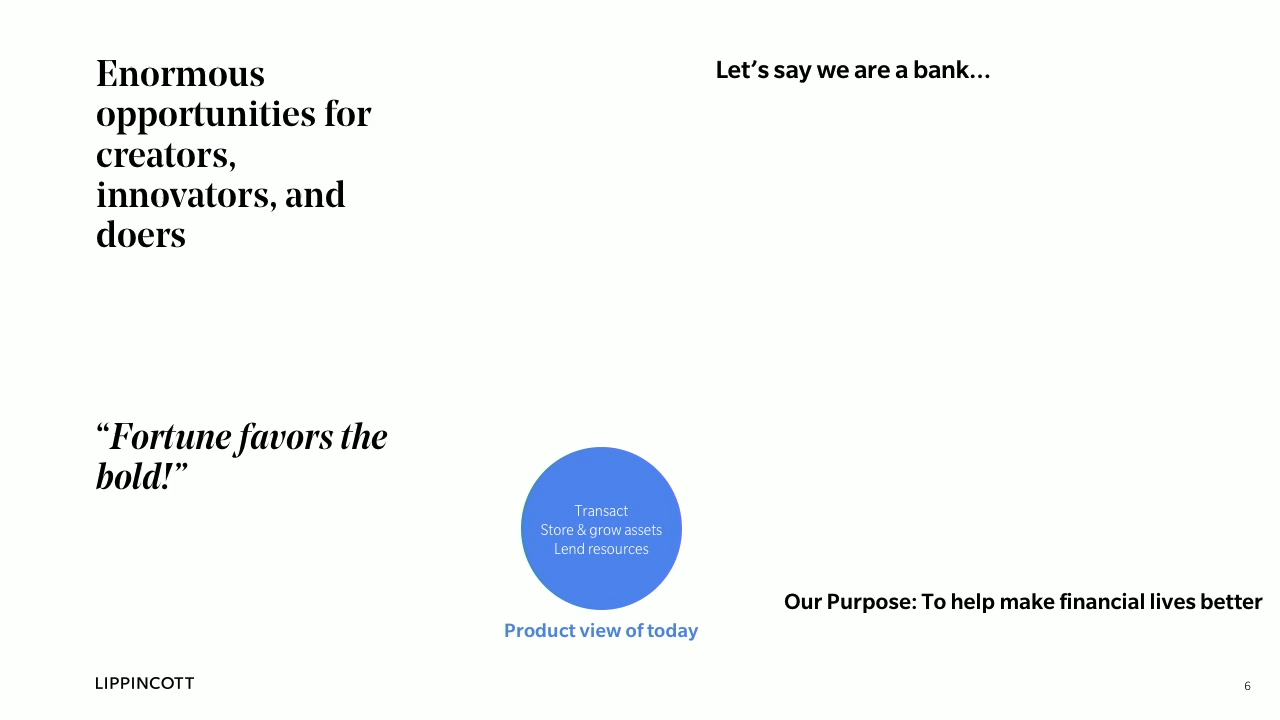 Enormous
opportunities for
creators,
innovators, and
doers
“Fortune favors the
bold!”
Let’s say we are a bank...
Transact
Store & grow assets
Lend resources
Product view of today
Our Purpose: To help make financial lives better
LIPPINCOTT
6